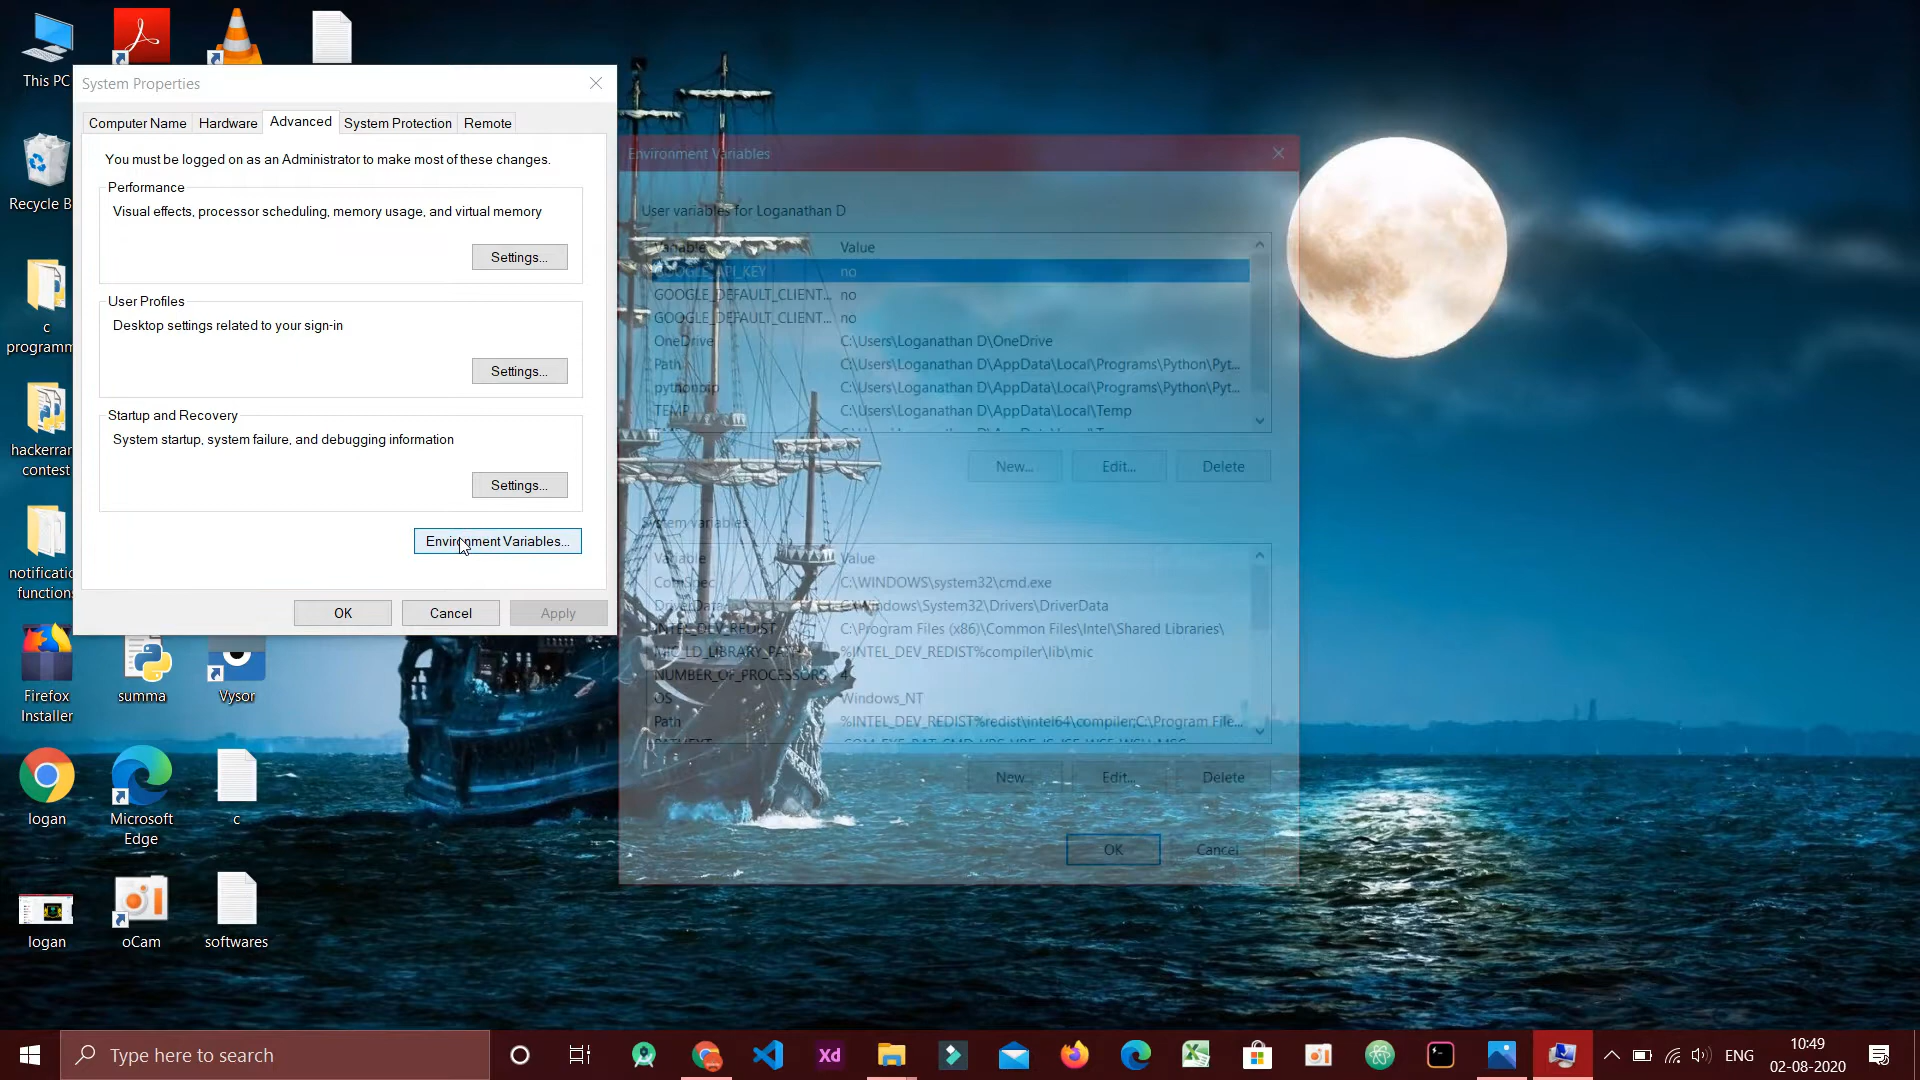 This PC
Recycle B
c
programm
hackerran
contest
notificatio
functions
Firefox
Installer
summa
Vysor
logan
Microsoft
Edge
c
logan
oCam
softwares
System Properties
Computer Name
Hardware
Advanced
System Protection
Remote
You must be logged on as an Administrator to make most of these changes.
Performance
Visual effects, processor scheduling, memory usage, and virtual memory
Settings...
User Profiles
Desktop settings related to your sign-in
Settings...
Startup and Recovery
System startup, system failure, and debugging information
Settings...
Environment Variables...
OK
Cancel
Apply
Environment Variables
User variables for Loganathan D
Variable Value
GOOGLE_API_KEY no
GOOGLE_DEFAULT_CLIENT... no
GOOGLE_DEFAULT_CLIENT... no
OneDrive C:\Users\Loganathan D\OneDrive
Path C:\Users\Loganathan D\AppData\Local\Programs\Python\Pyt...
pythonpip C:\Users\Loganathan D\AppData\Local\Programs\Python\Pyt...
TEMP C:\Users\Loganathan D\AppData\Local\Temp
New...
Edit...
Delete
System variables
Variable Value
ComSpec C:\WINDOWS\system32\cmd.exe
DriverData C:\Windows\System32\Drivers\DriverData
INTEL_DEV_REDIST C:\Program Files (x86)\Common Files\Intel\Shared Libraries\
MIC_LD_LIBRARY_PATH %INTEL_DEV_REDIST%compiler\lib\mic
NUMBER_OF_PROCESSORS 4
OS Windows_NT
Path %INTEL_DEV_REDIST%redist\intel64\compiler;C:\Program File...
New...
Edit...
Delete
OK
Cancel
Type here to search
Xd
ENG
10:49
02-08-2020